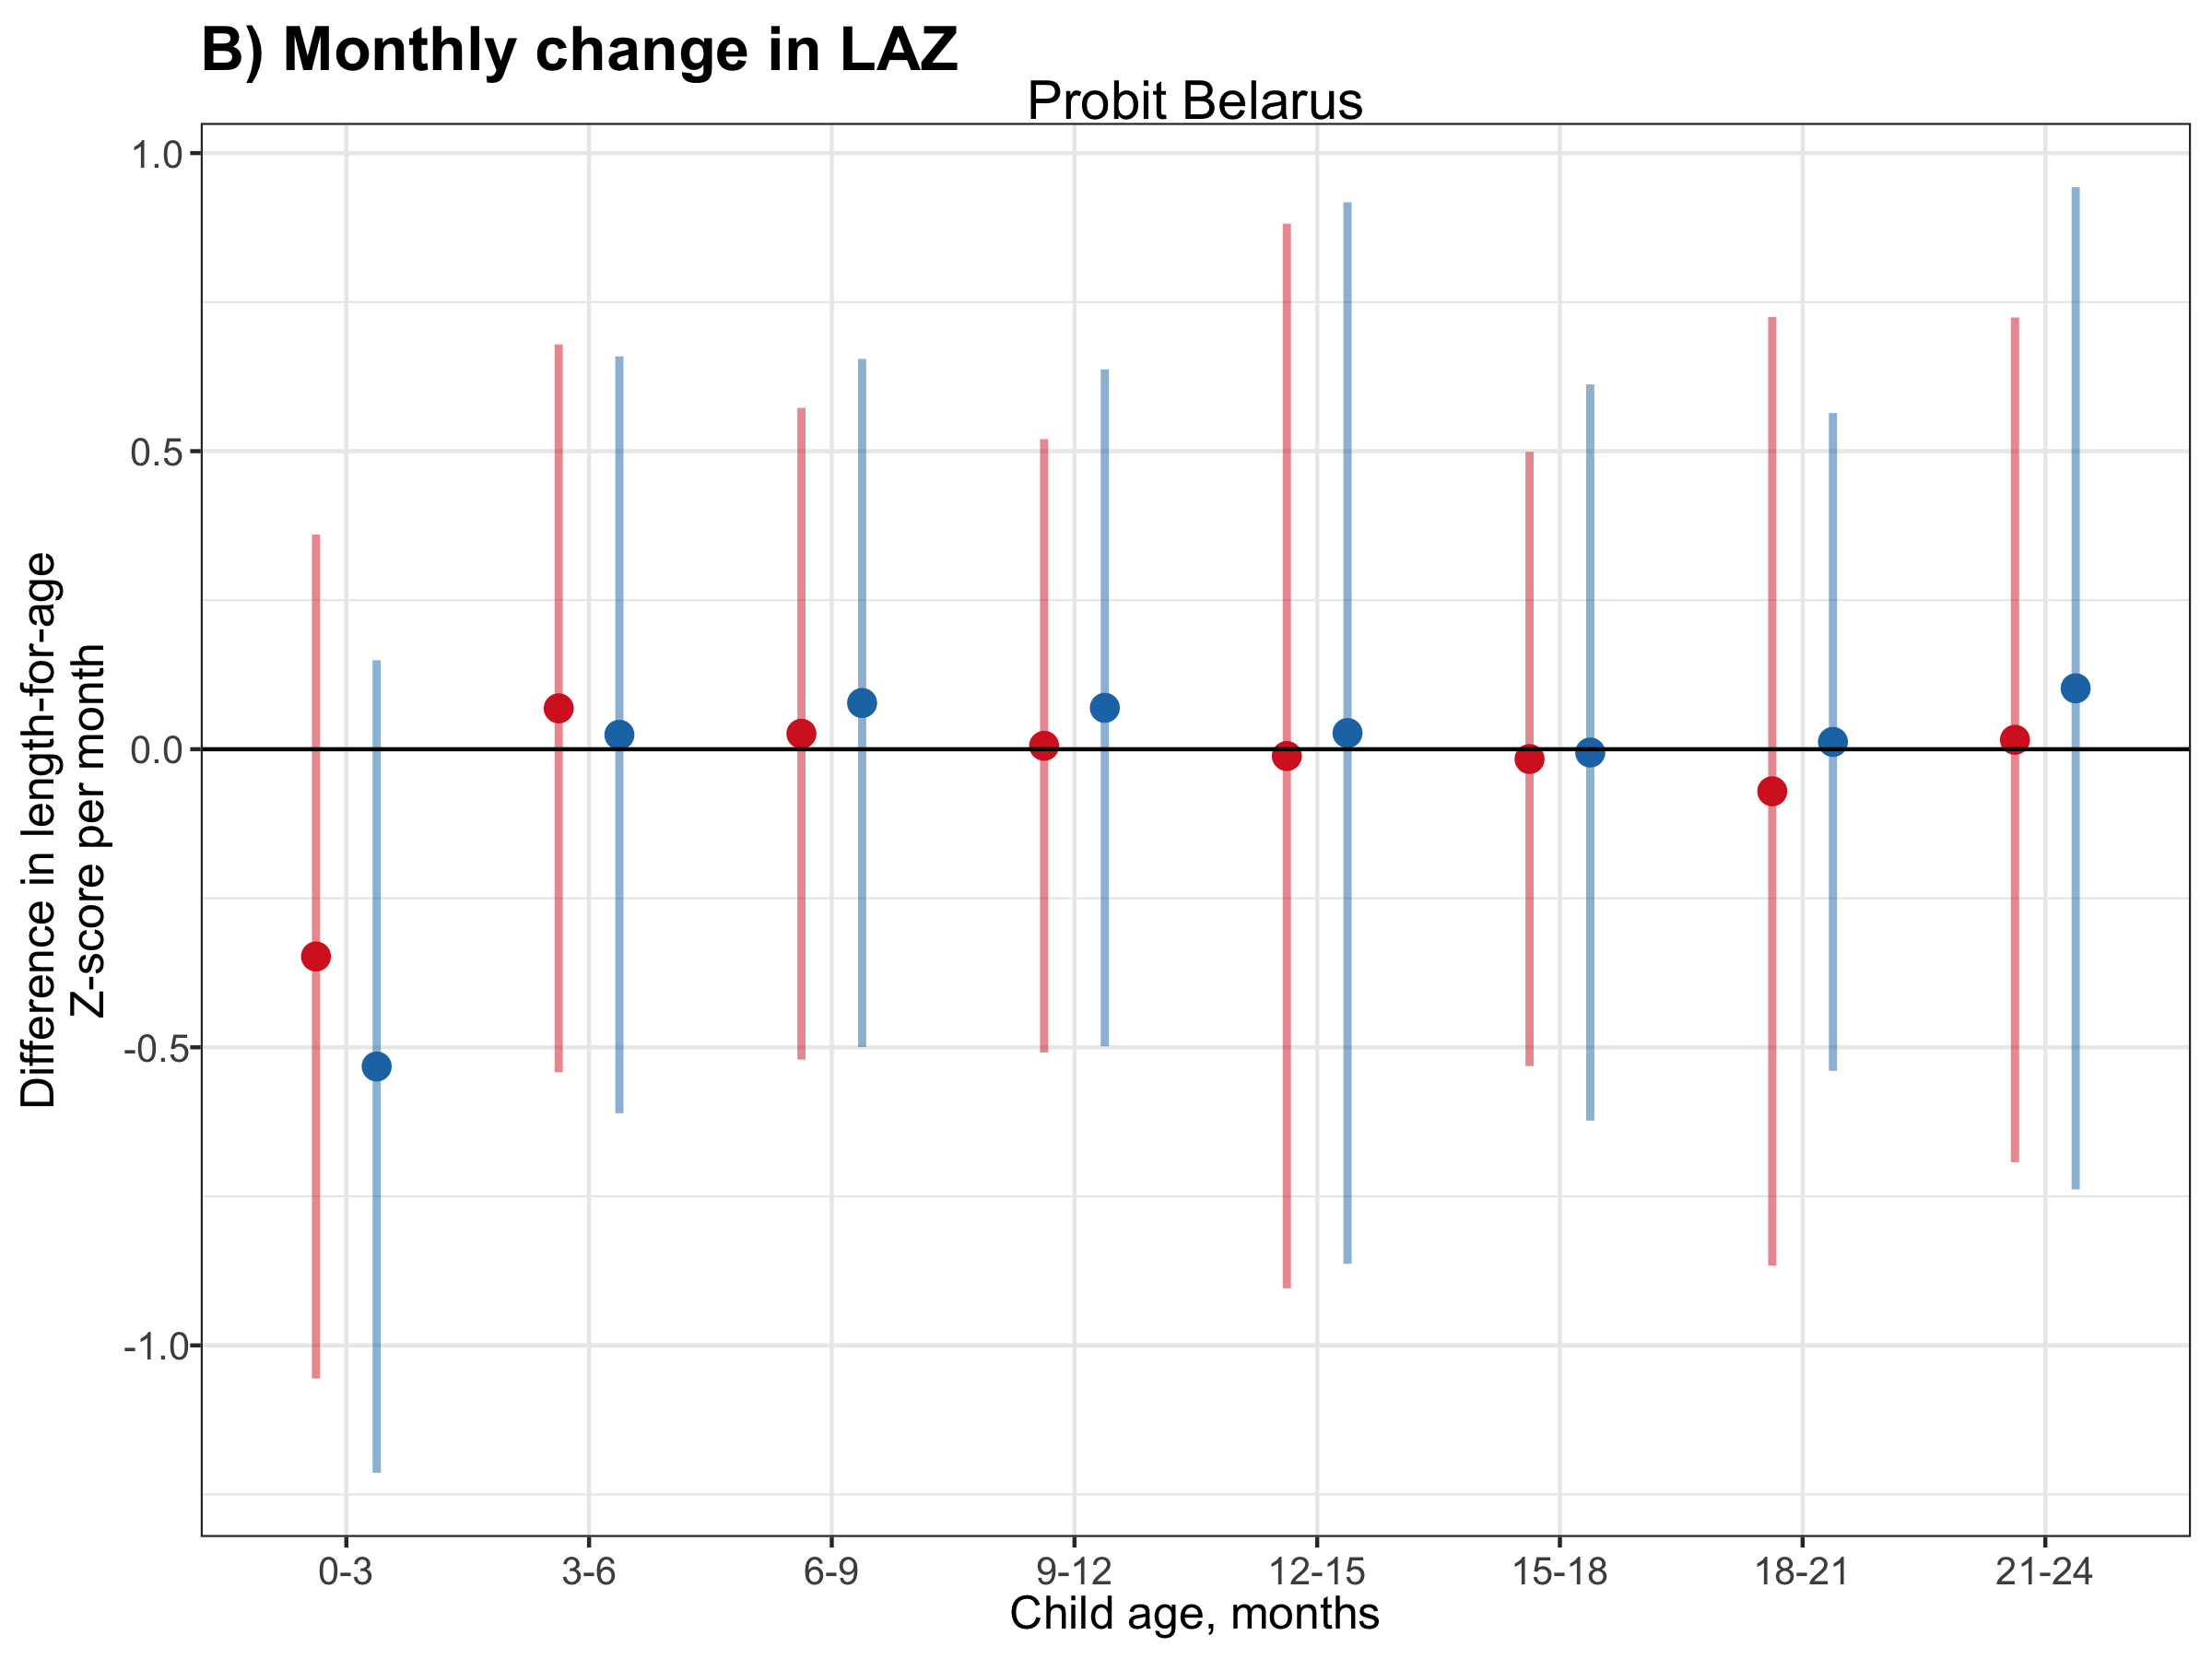 B) Monthly change in LAZ
Probit Belarus
1.0
0.5
0.0
-0.5
-1.0
Difference in length-for-age
Z-score per month
0-3 3-6 6-9 9-12 12-15 15-18 18-21 21-24
Child age, months